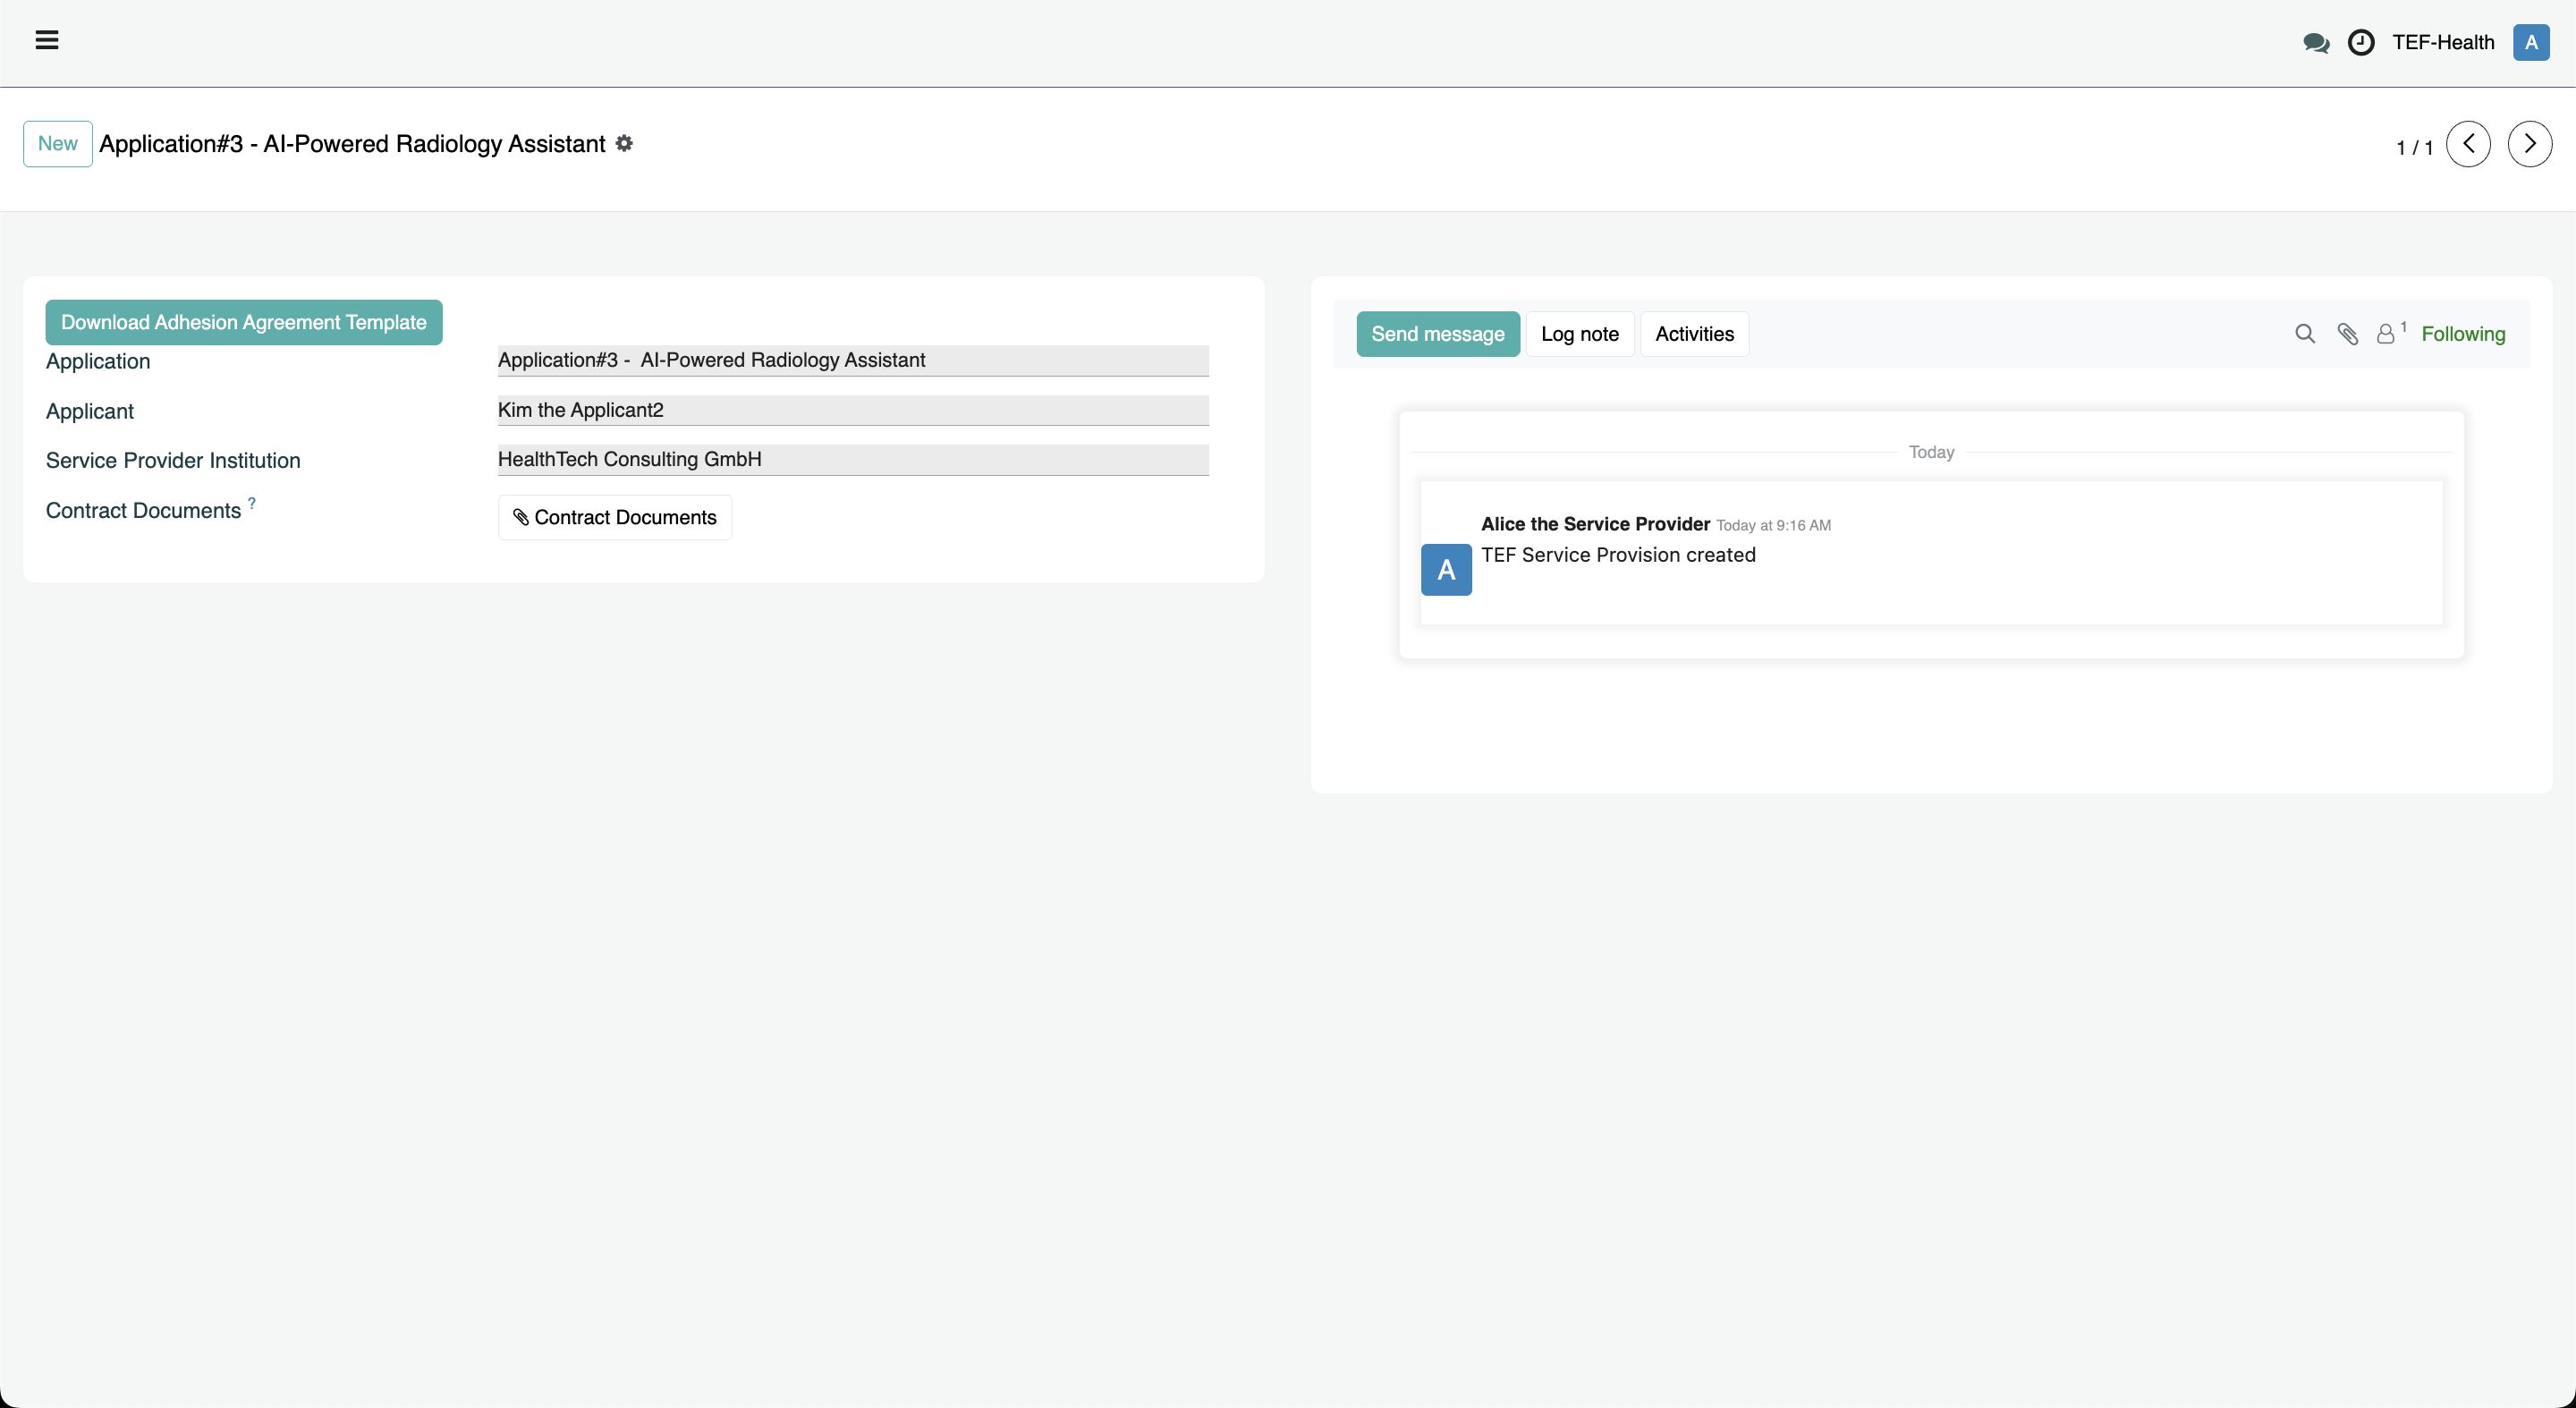 TEF-Health A
New Application#3 - AI-Powered Radiology Assistant
1 / 1
Download Adhesion Agreement Template
Application Application#3 - AI-Powered Radiology Assistant
Applicant Kim the Applicant2
Service Provider Institution HealthTech Consulting GmbH
Contract Documents ? Contract Documents
Send message Log note Activities 1 Following
Today
Alice the Service Provider Today at 9:16 AM
A TEF Service Provision created